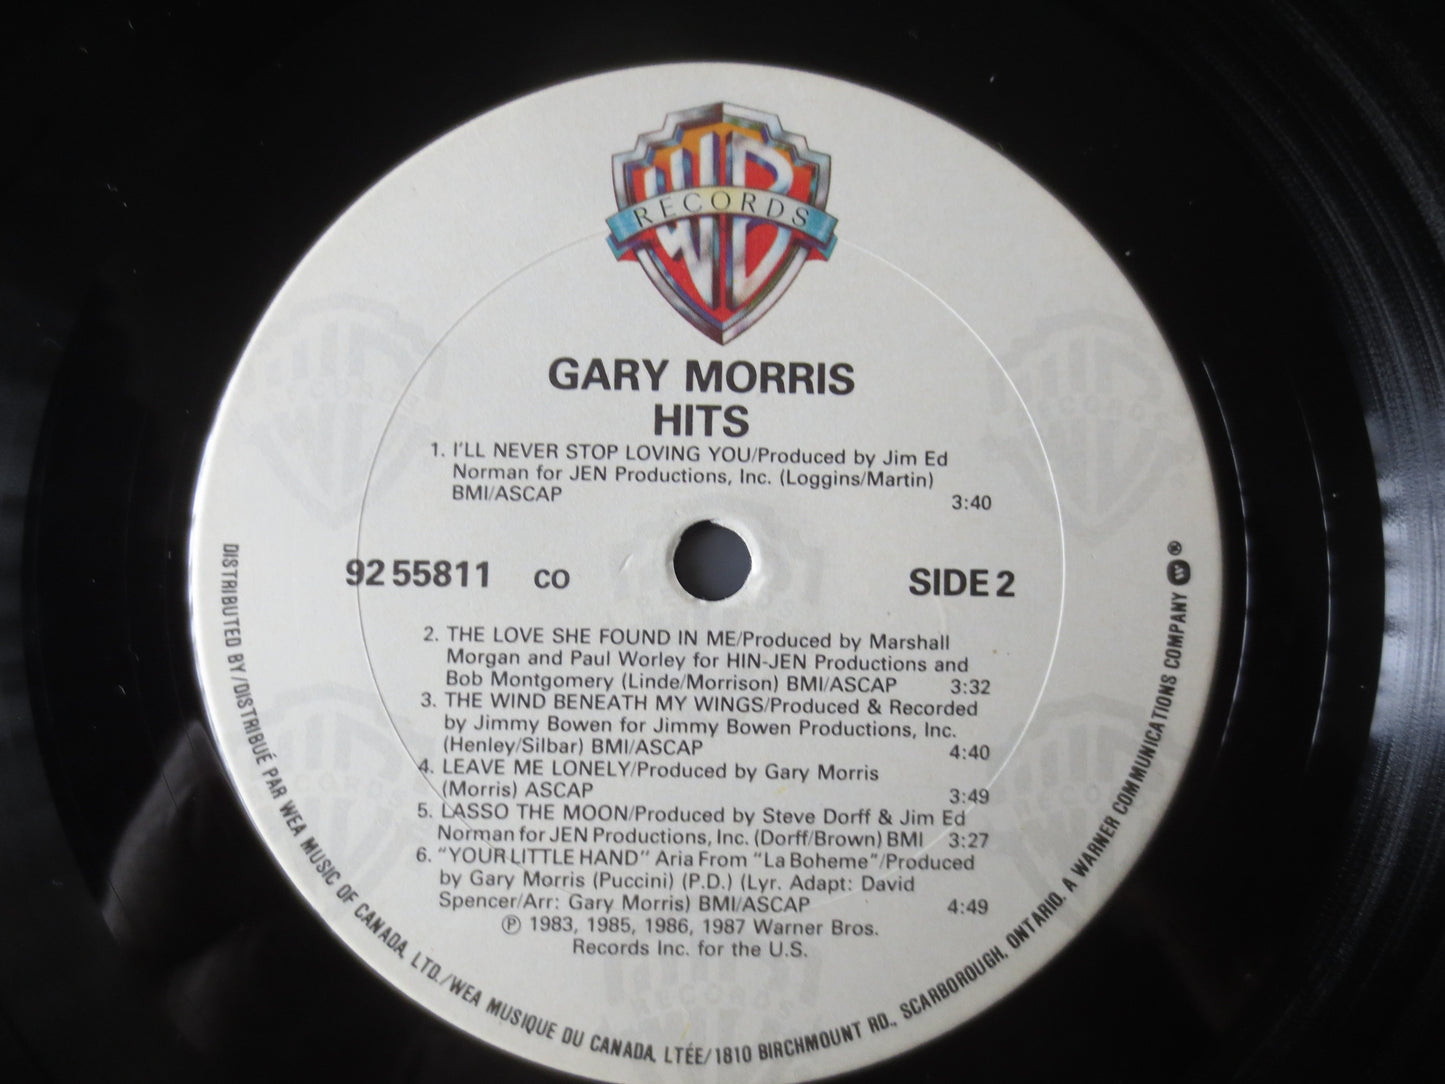 WB
RECORDS
GARY MORRIS
HITS
1. I'LL NEVER STOP LOVING YOU/Produced by Jim Ed
Norman for JEN Productions, Inc. (Loggins/Martin)
BMI/ASCAP 3:40
92 55811 CO SIDE 2
2. THE LOVE SHE FOUND IN ME/Produced by Marshall
Morgan and Paul Worley for HIN-JEN Productions and
Bob Montgomery (Linde/Morrison) BMI/ASCAP 3:32
3. THE WIND BENEATH MY WINGS/Produced & Recorded
by Jimmy Bowen for Jimmy Bowen Productions, Inc.
(Henley/Silbar) BMI/ASCAP 4:40
4. LEAVE ME LONELY/Produced by Gary Morris
(Morris) ASCAP 3:49
5. LASSO THE MOON/Produced by Steve Dorff & Jim Ed
Norman for JEN Productions, Inc. (Dorff/Brown) BMI 3:27
6. "YOUR LITTLE HAND" Aria From "La Boheme"/Produced
by Gary Morris (Puccini) (P.D.) (Lyr. Adapt: David
Spencer/Arr: Gary Morris) BMI/ASCAP 4:49
Ⓟ 1983, 1985, 1986, 1987 Warner Bros.
Records Inc. for the U.S.
DISTRIBUTED BY/DISTRIBUÉ PAR WEA MUSIC OF CANADA, LTD./WEA MUSIQUE DU CANADA, LTÉE/1810 BIRCHMOUNT RD., SCARBOROUGH, ONTARIO. A WARNER COMMUNICATIONS COMPANY ®